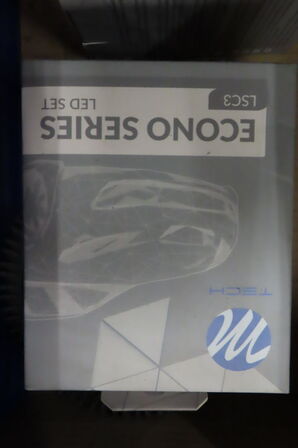 M
TECH
ECONO SERIES
LED SET
LSC3